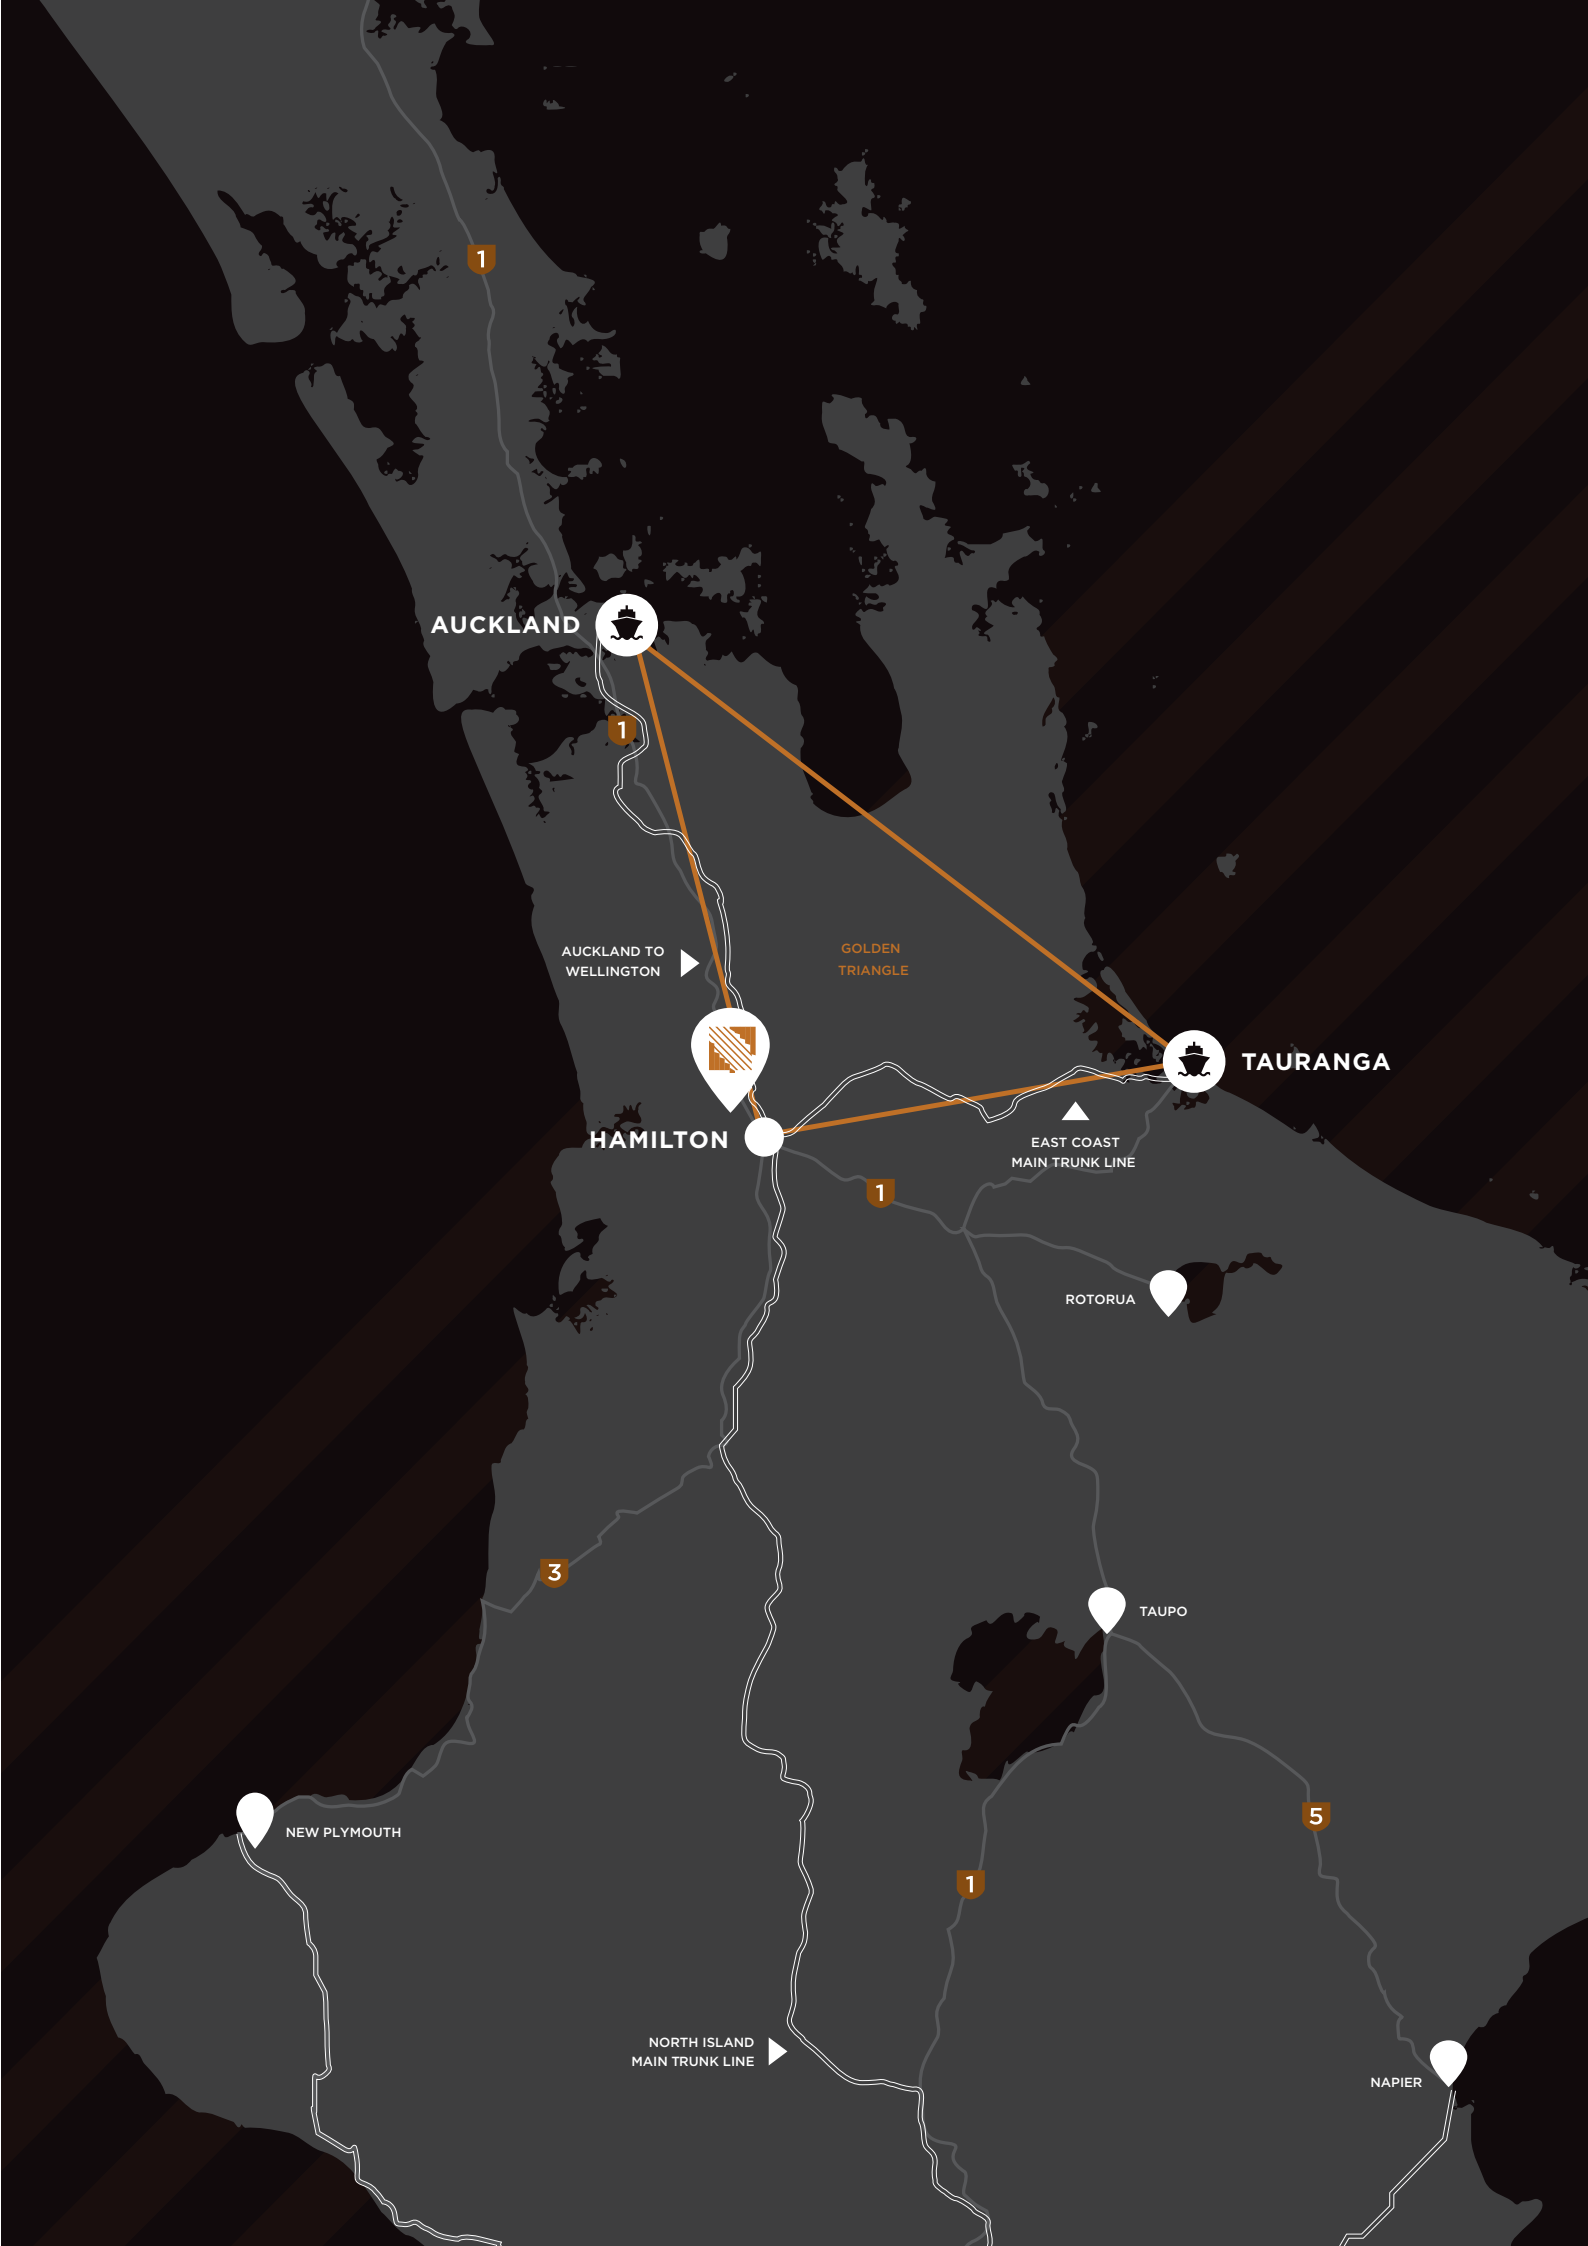 1
AUCKLAND
1
AUCKLAND TO
WELLINGTON
GOLDEN
TRIANGLE
TAURANGA
HAMILTON
EAST COAST
MAIN TRUNK LINE
1
ROTORUA
3
TAUPO
NEW PLYMOUTH
5
1
NORTH ISLAND
MAIN TRUNK LINE
NAPIER